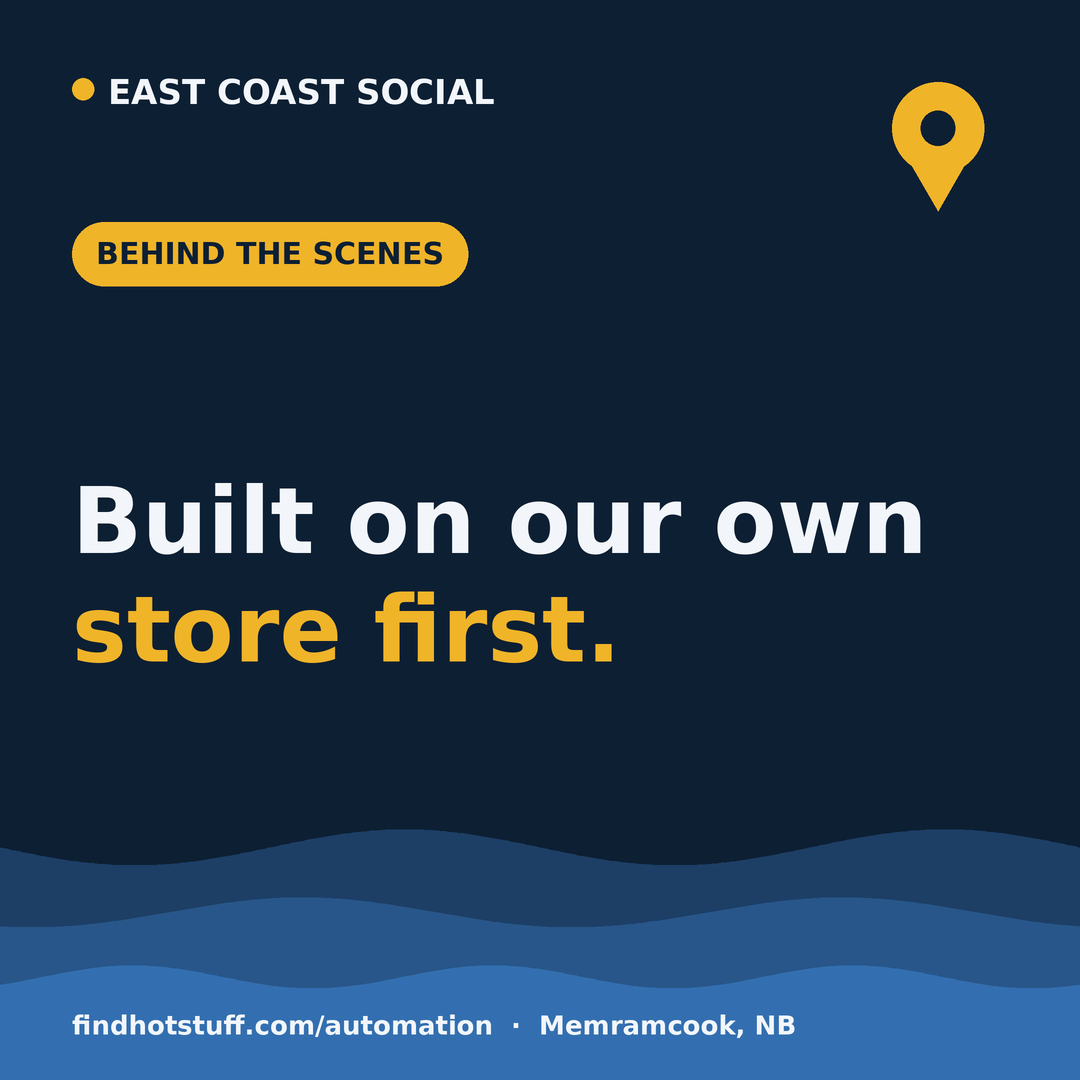 EAST COAST SOCIAL
BEHIND THE SCENES
Built on our own
store first.
findhotstuff.com/automation · Memramcook, NB